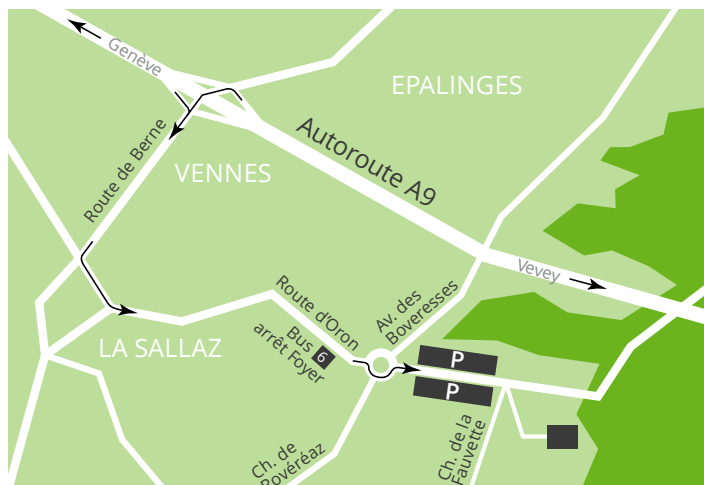 Genève
EPALINGES
Autoroute A9
Route de Berne
VENNES
Vevey
Route d'Oron
Av. des
Boveresses
Bus 6
arrêt Foyer
LA SALLAZ
P
P
Ch. de
Rovéréaz
Ch. de la
Fauvette